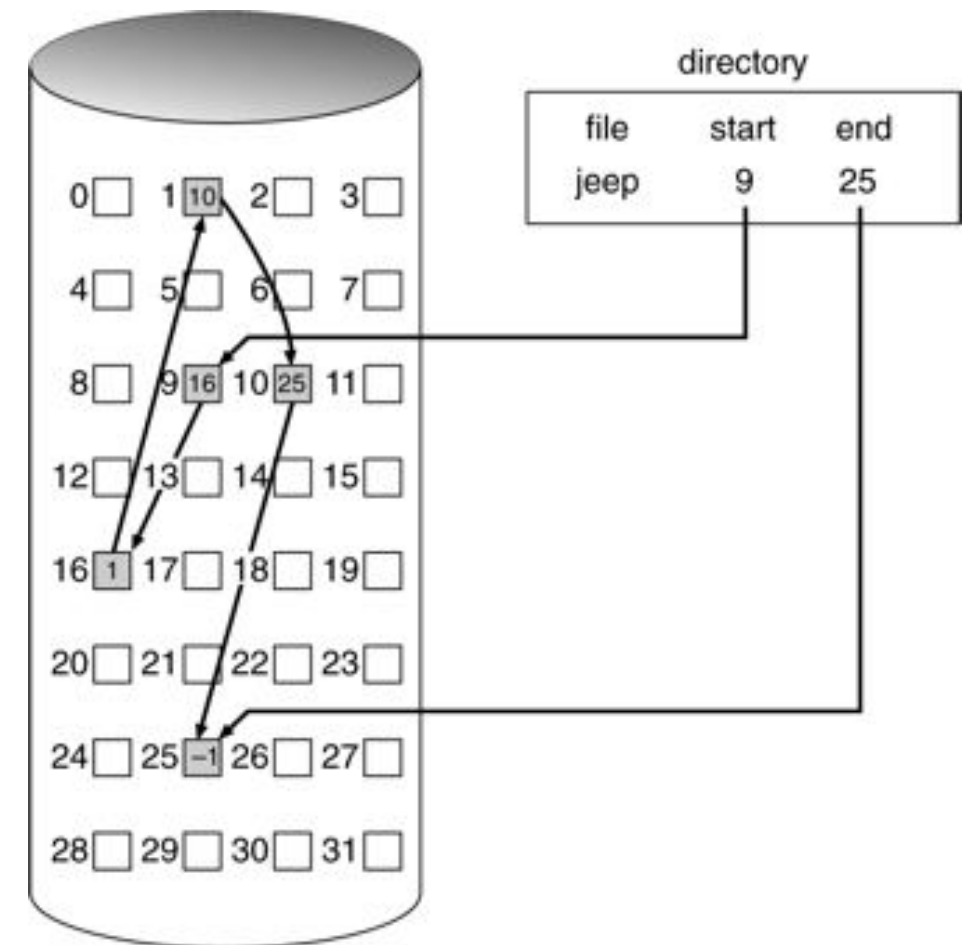 directory
file start end
jeep 9 25
0 1 10 2 3
4 5 6 7
8 9 16 10 25 11
12 13 14 15
16 1 17 18 19
20 21 22 23
24 25 –1 26 27
28 29 30 31